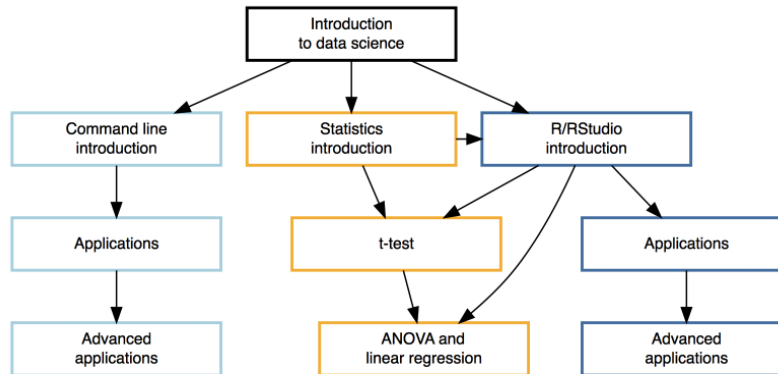 Introduction
to data science
Command line
introduction
Statistics
introduction
R/RStudio
introduction
Applications
t-test
Applications
Advanced
applications
ANOVA and
linear regression
Advanced
applications